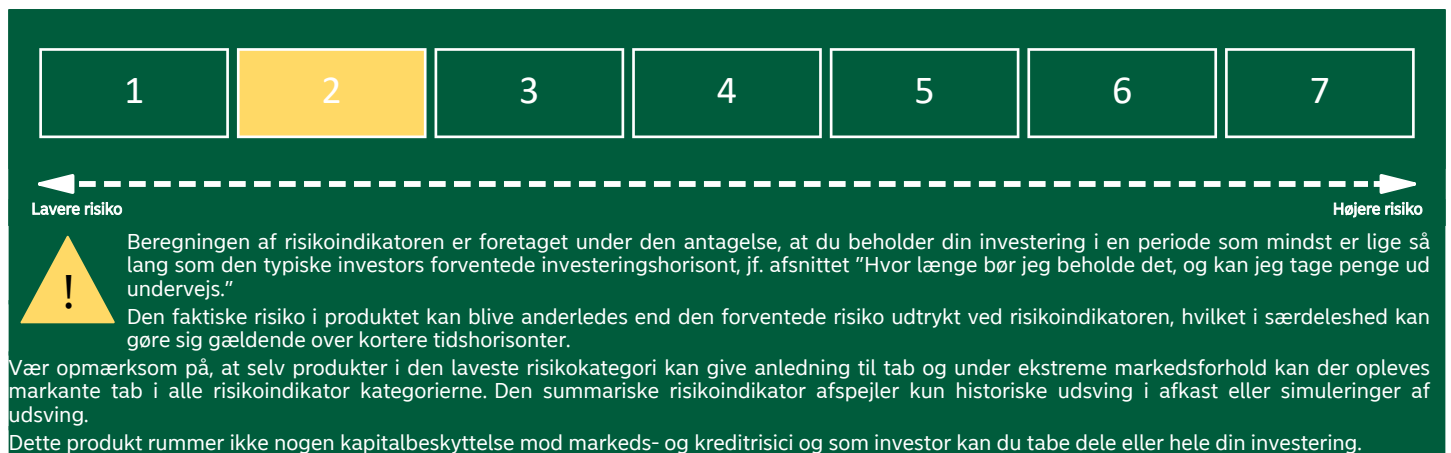 1 2 3 4 5 6 7
Lavere risiko Højere risiko
!
Beregningen af risikoindikatoren er foretaget under den antagelse, at du beholder din investering i en periode som mindst er lige så
lang som den typiske investors forventede investeringshorisont, jf. afsnittet ”Hvor længe bør jeg beholde det, og kan jeg tage penge ud
undervejs.”
Den faktiske risiko i produktet kan blive anderledes end den forventede risiko udtrykt ved risikoindikatoren, hvilket i særdeleshed kan
gøre sig gældende over kortere tidshorisonter.
Vær opmærksom på, at selv produkter i den laveste risikokategori kan give anledning til tab og under ekstreme markedsforhold kan der opleves
markante tab i alle risikoindikator kategorierne. Den summariske risikoindikator afspejler kun historiske udsving i afkast eller simuleringer af
udsving.
Dette produkt rummer ikke nogen kapitalbeskyttelse mod markeds- og kreditrisici og som investor kan du tabe dele eller hele din investering.